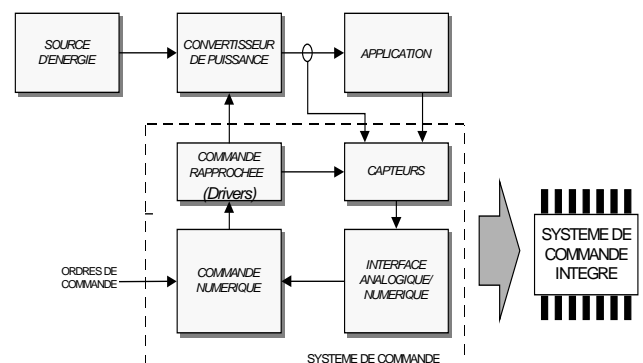 SOURCE
D'ENERGIE
CONVERTISSEUR
DE PUISSANCE
APPLICATION
COMMANDE
RAPPROCHEE
(Drivers)
CAPTEURS
ORDRES DE
COMMANDE
COMMANDE
NUMERIQUE
INTERFACE
ANALOGIQUE/
NUMERIQUE
SYSTEME DE COMMANDE
SYSTEME DE
COMMANDE
INTEGRE